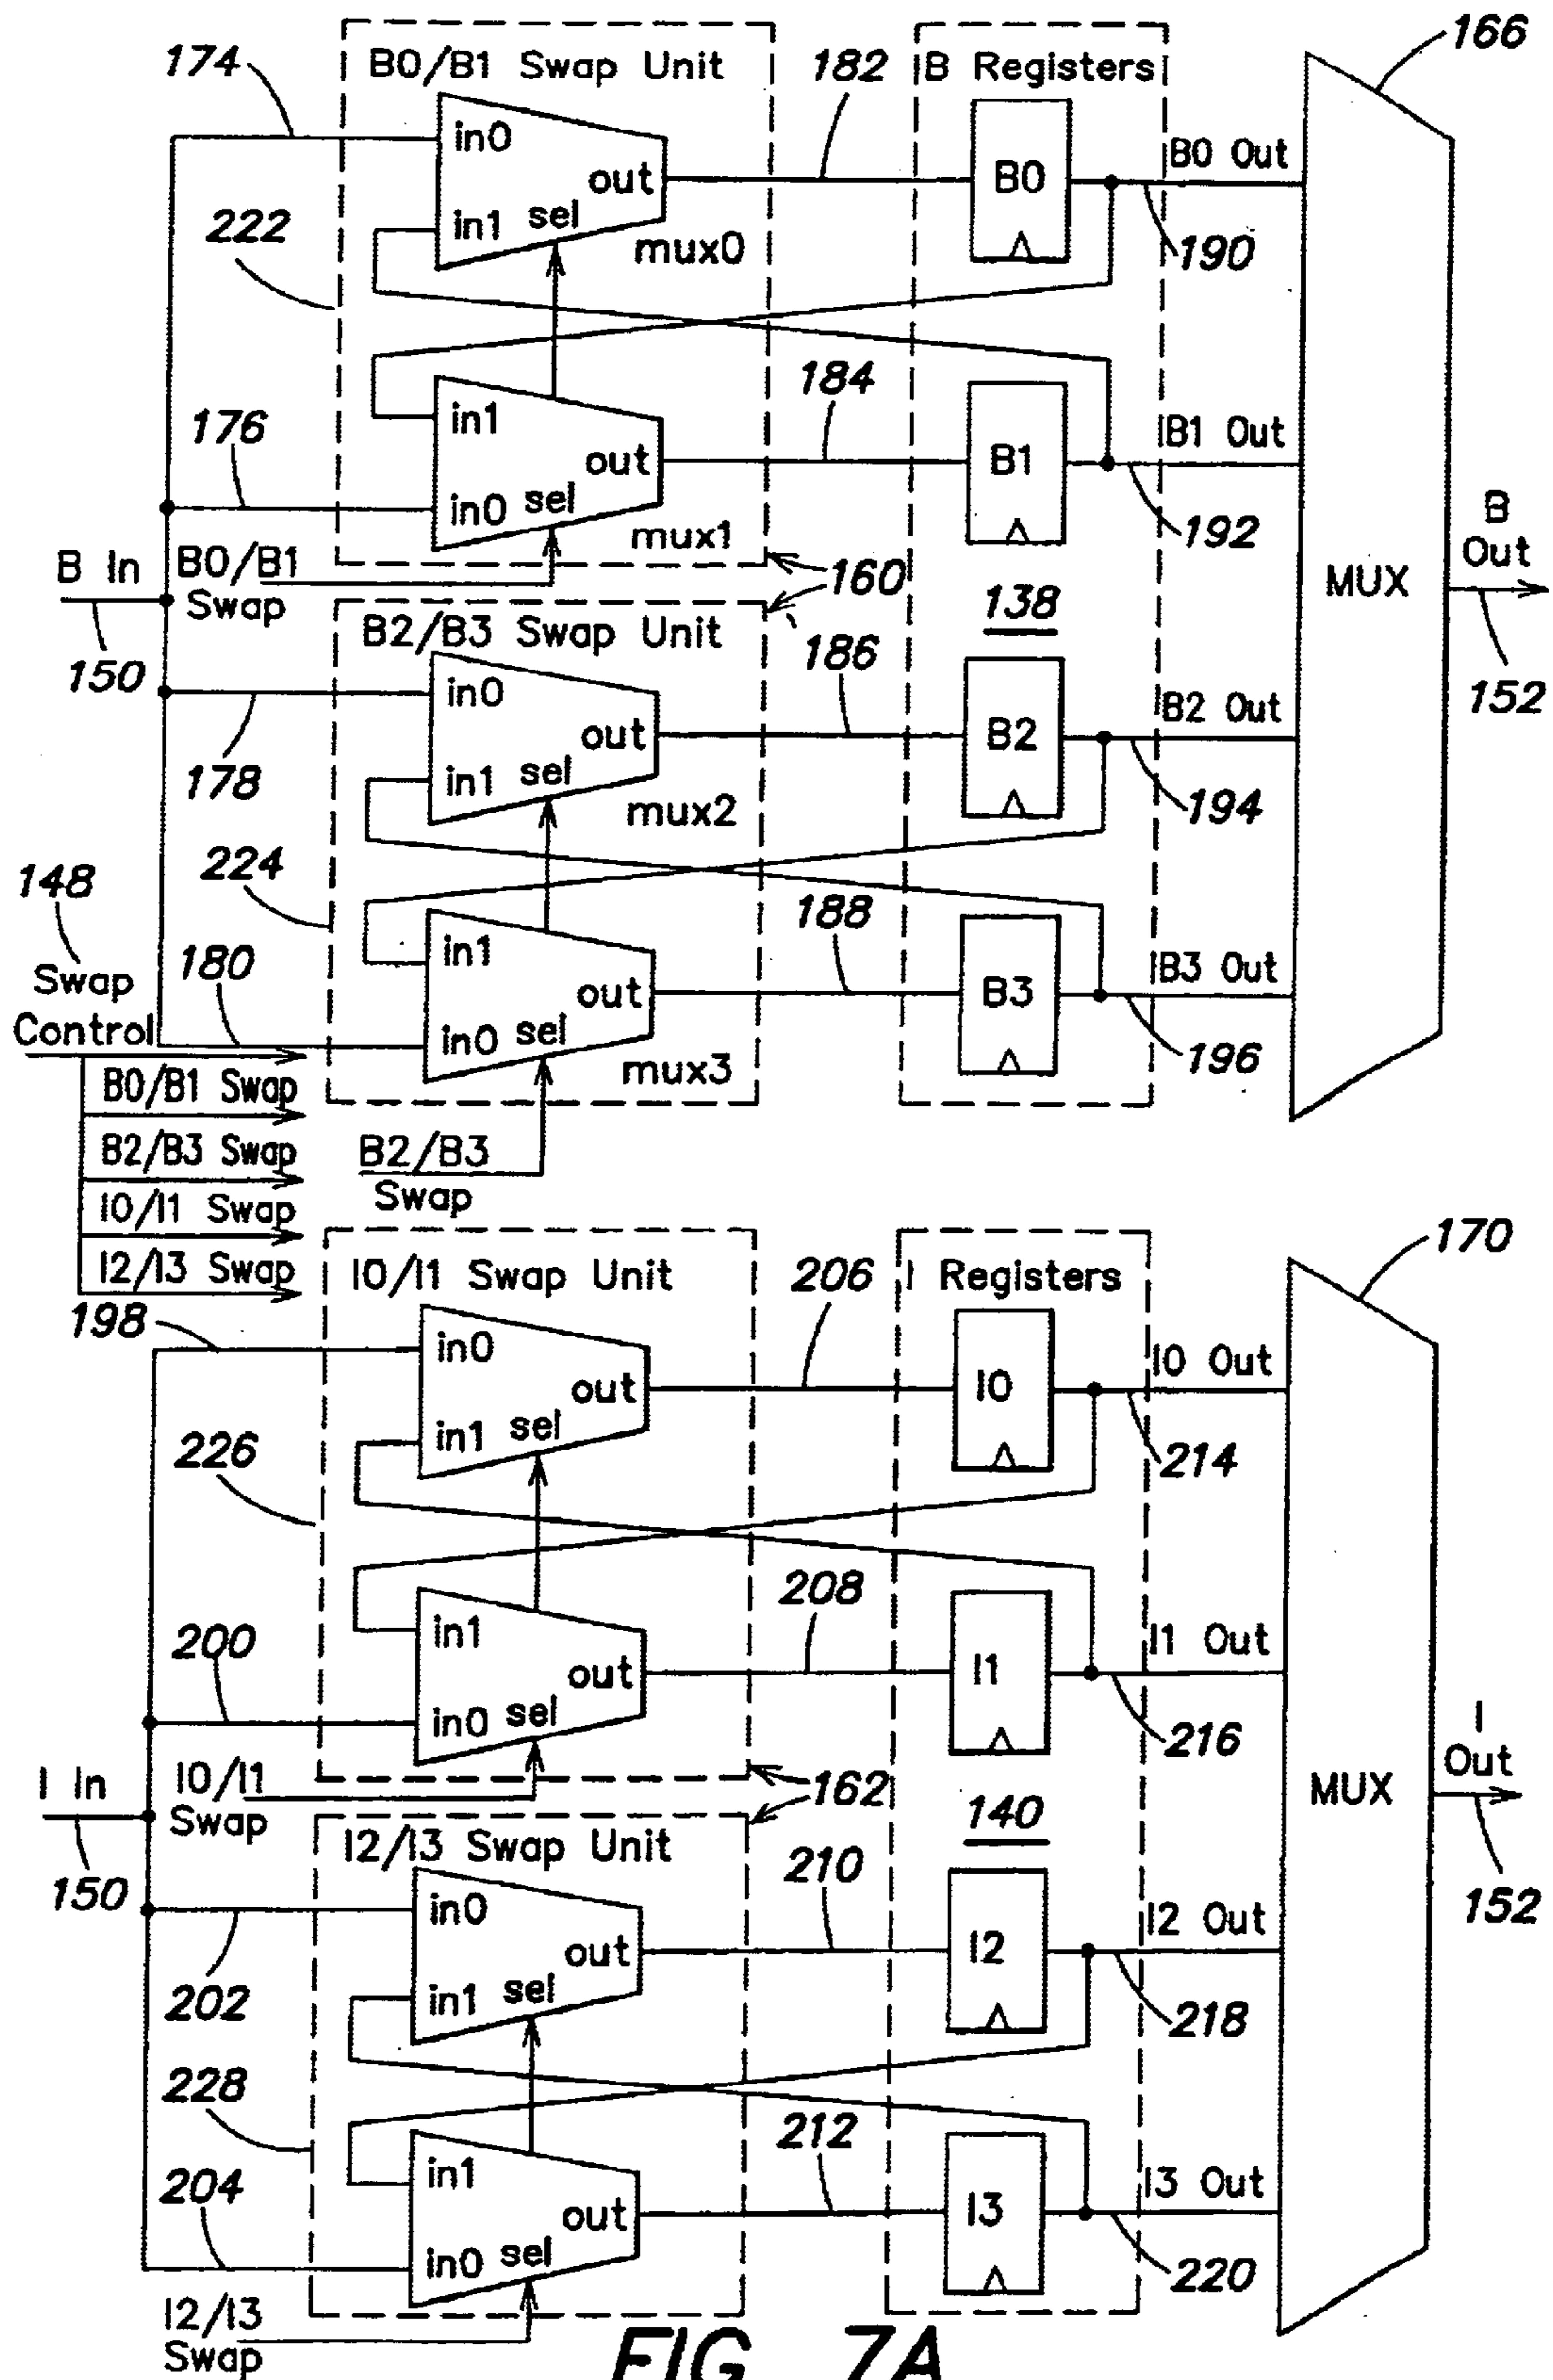 174
B0/B1 Swap Unit
182
B Registers
166
in0
out
in1
sel
mux0
B0
B0 Out
190
222
184
176
in1
out
in0
sel
mux1
B1
B1 Out
192
B In
B0/B1
Swap
150
160
138
MUX
B
Out
152
B2/B3 Swap Unit
186
in0
out
in1
sel
mux2
B2
B2 Out
194
178
224
148
Swap
Control
180
188
in1
out
in0
sel
mux3
B3
B3 Out
196
B0/B1 Swap
B2/B3 Swap
I0/I1 Swap
I2/I3 Swap
B2/B3
Swap
198
I0/I1 Swap Unit
206
I Registers
170
in0
out
in1
sel
I0
I0 Out
214
226
208
200
in1
out
in0
sel
I1
I1 Out
216
I In
I0/I1
Swap
150
162
140
MUX
I
Out
152
I2/I3 Swap Unit
210
in0
out
in1
sel
I2
I2 Out
218
202
228
212
204
in1
out
in0
sel
I3
I3 Out
220
I2/I3
Swap
FIG. 7A